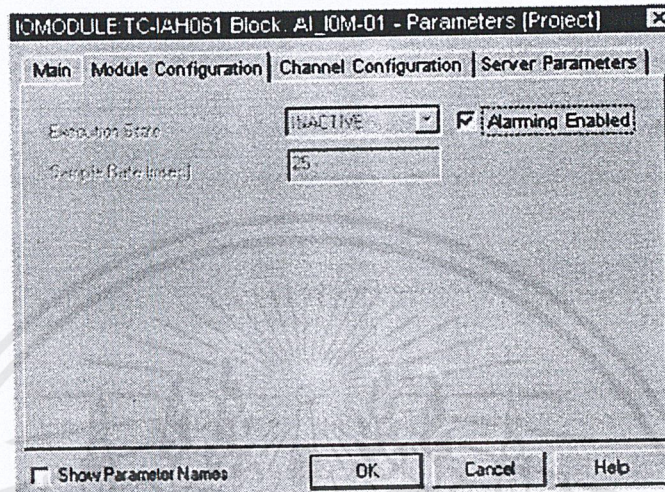 IOMODULE:TC-IAH061 Block. AI_IOM-01 - Parameters [Project]
Main Module Configuration Channel Configuration Server Parameters
Execution State INACTIVE Alarming Enabled
Sample Rate [msec] 25
Show Parameter Names OK Cancel Help